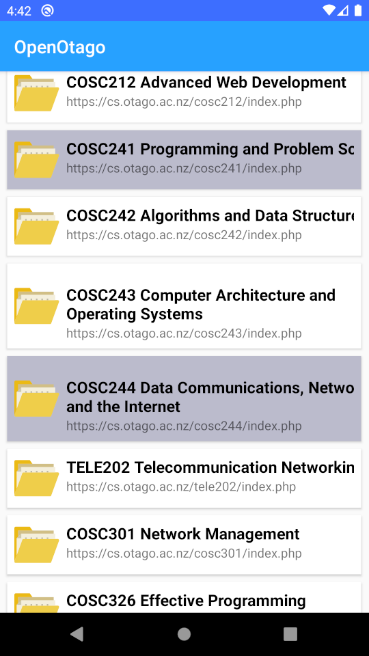 4:42
OpenOtago
COSC212 Advanced Web Development
https://cs.otago.ac.nz/cosc212/index.php
COSC241 Programming and Problem So
https://cs.otago.ac.nz/cosc241/index.php
COSC242 Algorithms and Data Structure
https://cs.otago.ac.nz/cosc242/index.php
COSC243 Computer Architecture and
Operating Systems
https://cs.otago.ac.nz/cosc243/index.php
COSC244 Data Communications, Netwo
and the Internet
https://cs.otago.ac.nz/cosc244/index.php
TELE202 Telecommunication Networkin
https://cs.otago.ac.nz/tele202/index.php
COSC301 Network Management
https://cs.otago.ac.nz/cosc301/index.php
COSC326 Effective Programming